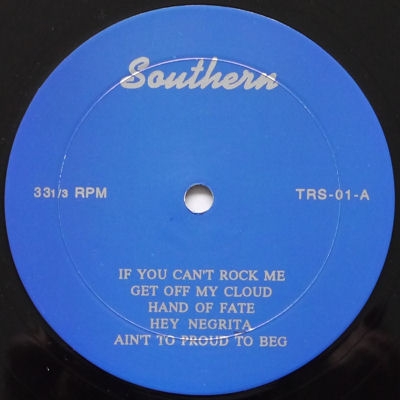 Southern
33 1/3 RPM
TRS-01-A
IF YOU CAN'T ROCK ME
GET OFF MY CLOUD
HAND OF FATE
HEY NEGRITA
AIN'T TO PROUD TO BEG